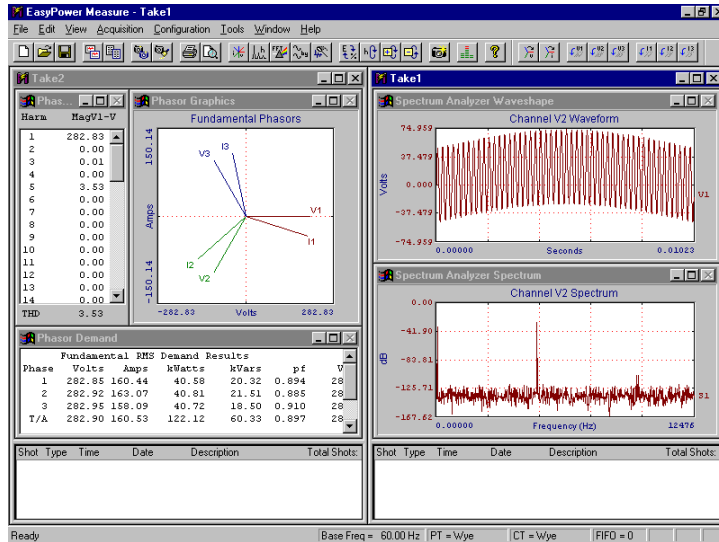 EasyPower Measure - Take1
File Edit View Acquisition Configuration Tools Window Help
Take2
Phas...
Harm MagV1-V
1 282.83
2 0.00
3 0.01
4 0.00
5 3.53
6 0.00
7 0.00
8 0.00
9 0.00
10 0.00
11 0.00
12 0.00
13 0.00
14 0.00
THD 3.53
Phasor Graphics
Fundamental Phasors
150.14
Amps
-150.14
V3
I3
V1
I1
I2
V2
-282.83 Volts 282.83
Phasor Demand
Fundamental RMS Demand Results
Phase Volts Amps kWatts kVars pf V
1 282.85 160.44 40.58 20.32 0.894 28
2 282.92 163.07 40.81 21.51 0.885 28
3 282.95 158.09 40.72 18.50 0.910 28
T/A 282.90 160.53 122.12 60.33 0.897 28
Shot Type Time Date Description Total Shots:
Take1
Spectrum Analyzer Waveshape
Channel V2 Waveform
74.959
37.479
0.000
-37.479
-74.959
Volts
V1
0.00000 Seconds 0.01023
Spectrum Analyzer Spectrum
Channel V2 Spectrum
0.00
-41.90
-83.81
-125.71
-167.62
dB
S1
0.00000 Frequency (Hz) 12476
Shot Type Time Date Description Total Shots:
Ready Base Freq = 60.00 Hz PT = Wye CT = Wye FIFO = 0